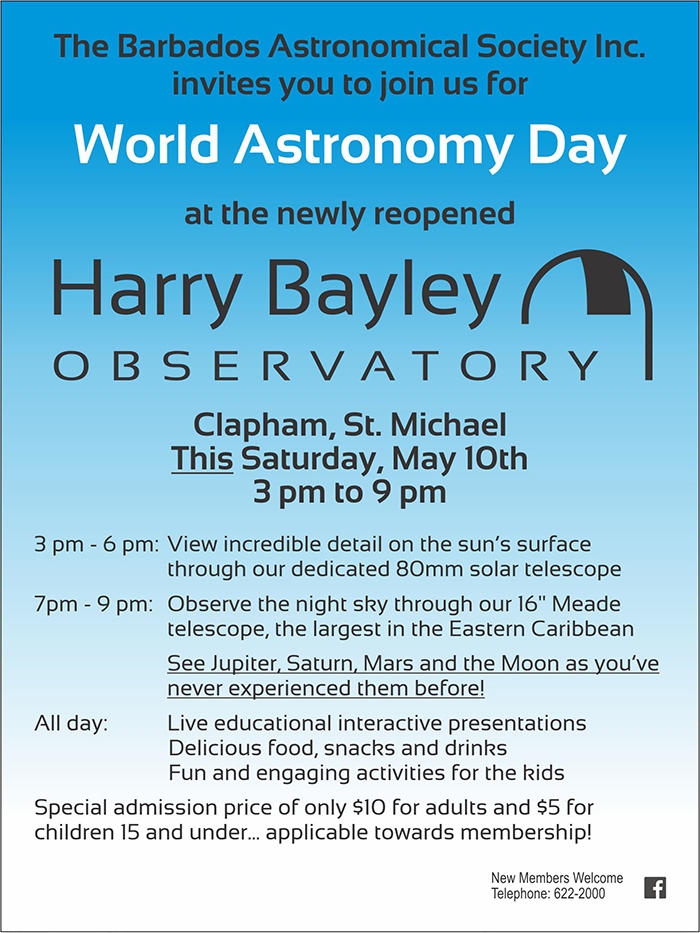 The Barbados Astronomical Society Inc.
invites you to join us for
World Astronomy Day
at the newly reopened
Harry Bayley
OBSERVATORY
Clapham, St. Michael
This Saturday, May 10th
3 pm to 9 pm
3 pm - 6 pm: View incredible detail on the sun's surface
through our dedicated 80mm solar telescope
7pm - 9 pm: Observe the night sky through our 16" Meade
telescope, the largest in the Eastern Caribbean
See Jupiter, Saturn, Mars and the Moon as you've
never experienced them before!
All day: Live educational interactive presentations
Delicious food, snacks and drinks
Fun and engaging activities for the kids
Special admission price of only $10 for adults and $5 for
children 15 and under... applicable towards membership!
New Members Welcome
Telephone: 622-2000
f